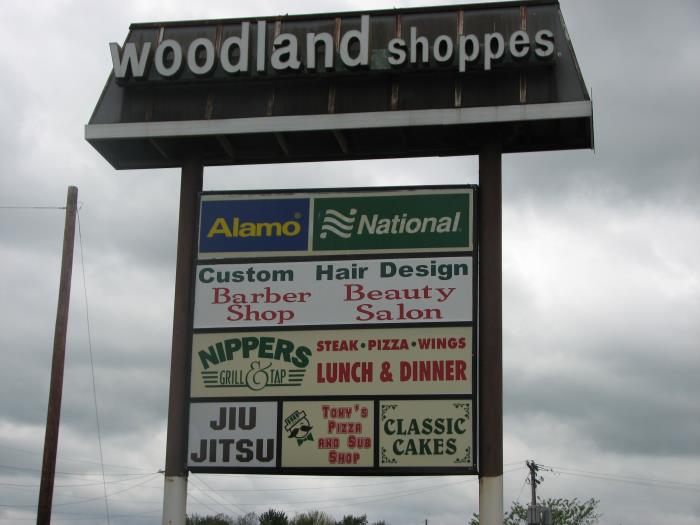 woodland shoppes
Alamo National
Custom Hair Design
Barber Beauty
Shop Salon
NIPPERS
GRILL & TAP
STEAK • PIZZA • WINGS
LUNCH & DINNER
JIU
JITSU
TONY'S
PIZZA
AND SUB
SHOP
CLASSIC
CAKES